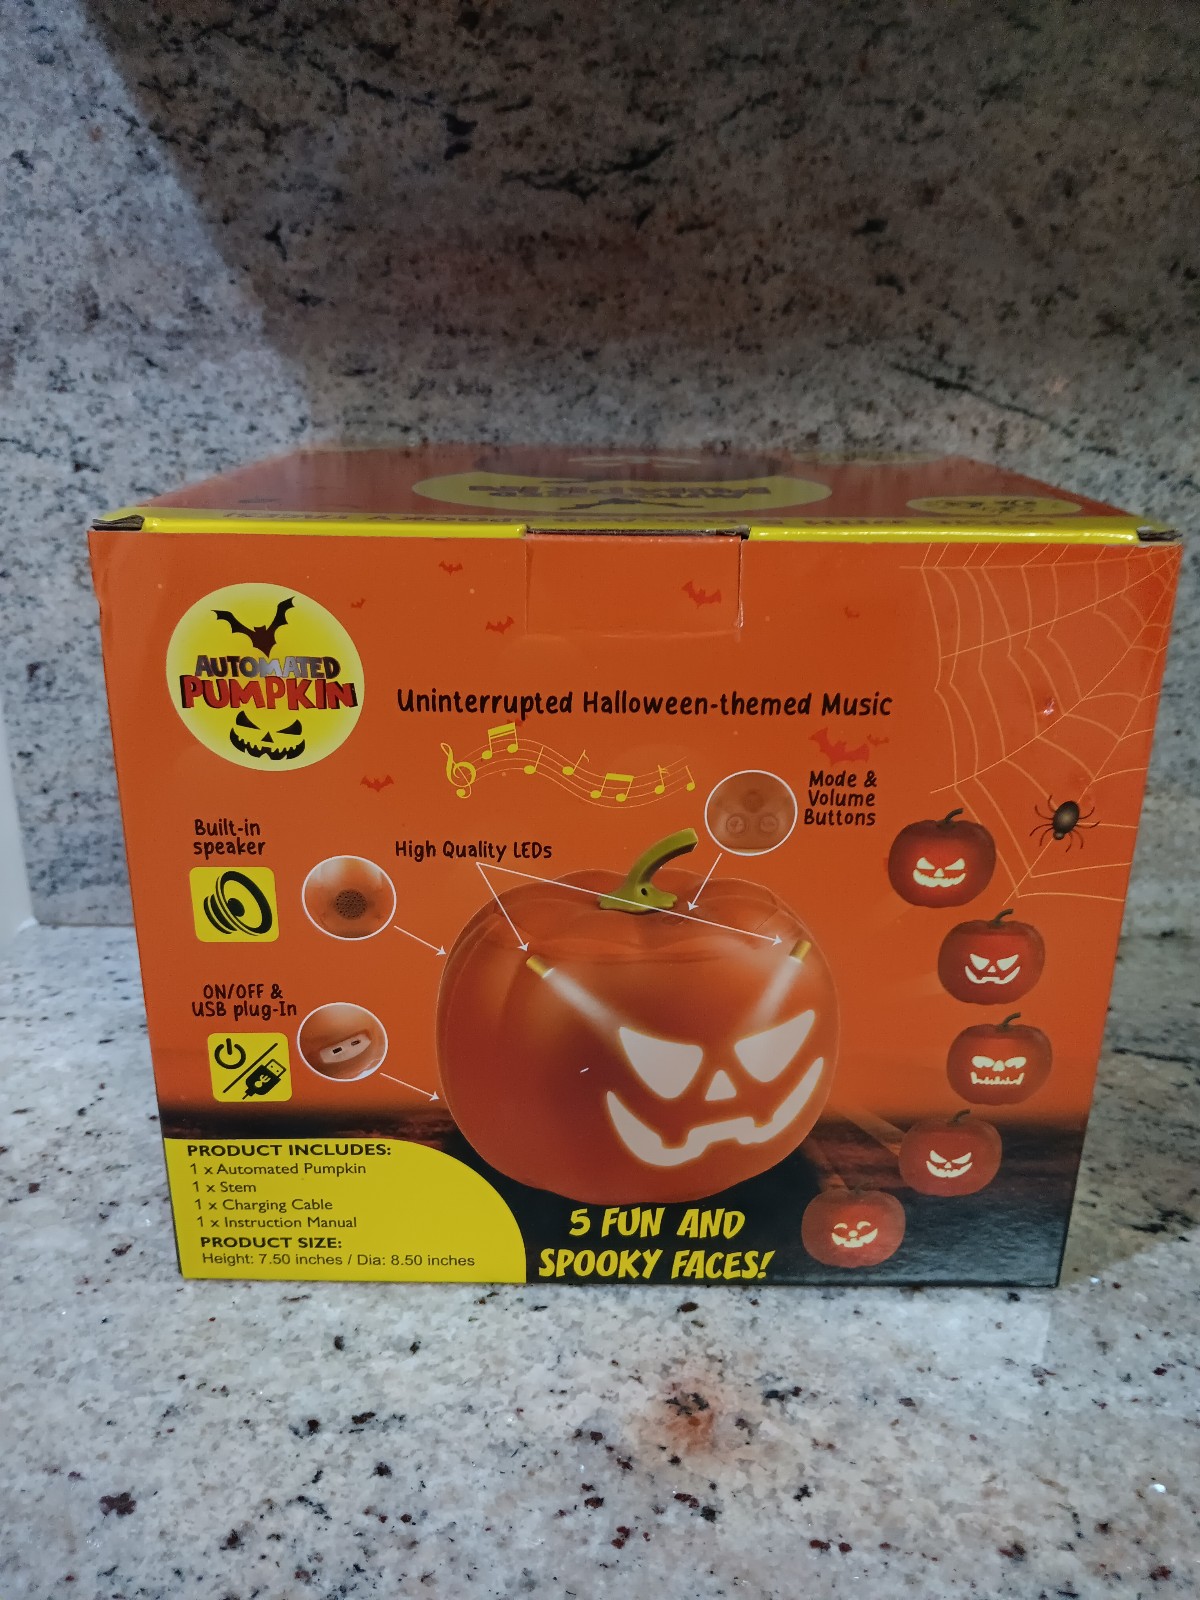 AUTOMATED
PUMPKIN
Uninterrupted Halloween-themed Music
Mode &
Volume
Buttons
Built-in
speaker
High Quality LEDs
ON/OFF &
USB plug-In
PRODUCT INCLUDES:
1 x Automated Pumpkin
1 x Stem
1 x Charging Cable
1 x Instruction Manual
PRODUCT SIZE:
Height: 7.50 inches / Dia: 8.50 inches
5 FUN AND
SPOOKY FACES!